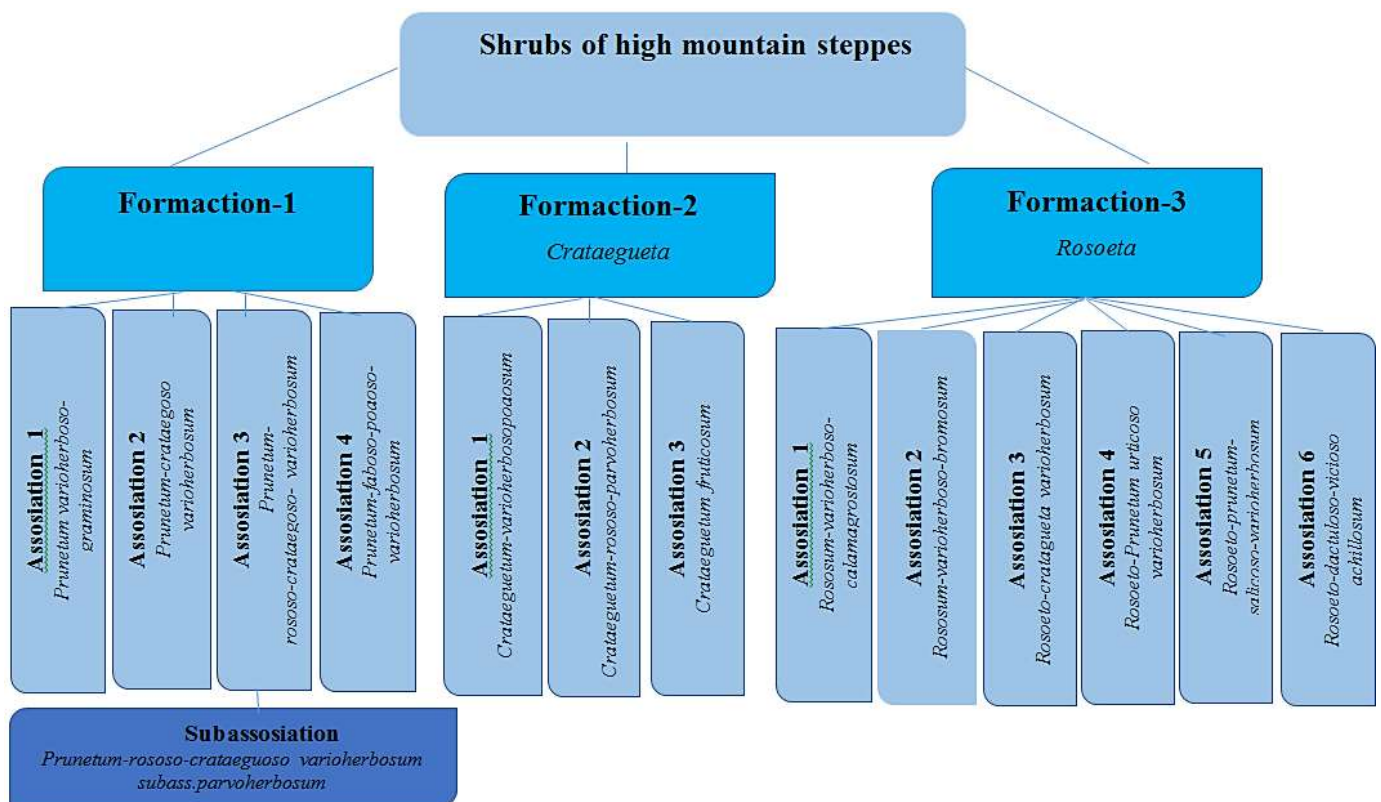 Shrubs of high mountain steppes
Formaction-1
Formaction-2
Crataegueta
Formaction-3
Rosoeta
Assosiation 1
Prunetum varioherboso-
graminosum
Assosiation 2
Prunetum-crataegoso
varioherbosum
Assosiation 3
Prunetum-
rososo-crataegoso- varioherbosum
Assosiation 4
Prunetum-faboso-poaoso-
varioherbosum
Assosiation 1
Crataeguetum-varioherbosopoaosum
Assosiation 2
Crataeguetum-rososo-parvoherbosum
Assosiation 3
Crataeguetum fruticosum
Assosiation 1
Rososum-varioherboso-
calamagrostosum
Assosiation 2
Rososum-varioherboso-bromosum
Assosiation 3
Rosoeto-cratagueta varioherbosum
Assosiation 4
Rosoeto-Prunetum urticoso
varioherbosum
Assosiation 5
Rosoeto-prunetum-
salicoso-varioherbosum
Assosiation 6
Rosoeto-dactuloso-vicioso
achillosum
Subassosiation
Prunetum-rososo-crataeguoso varioherbosum
subass.parvoherbosum